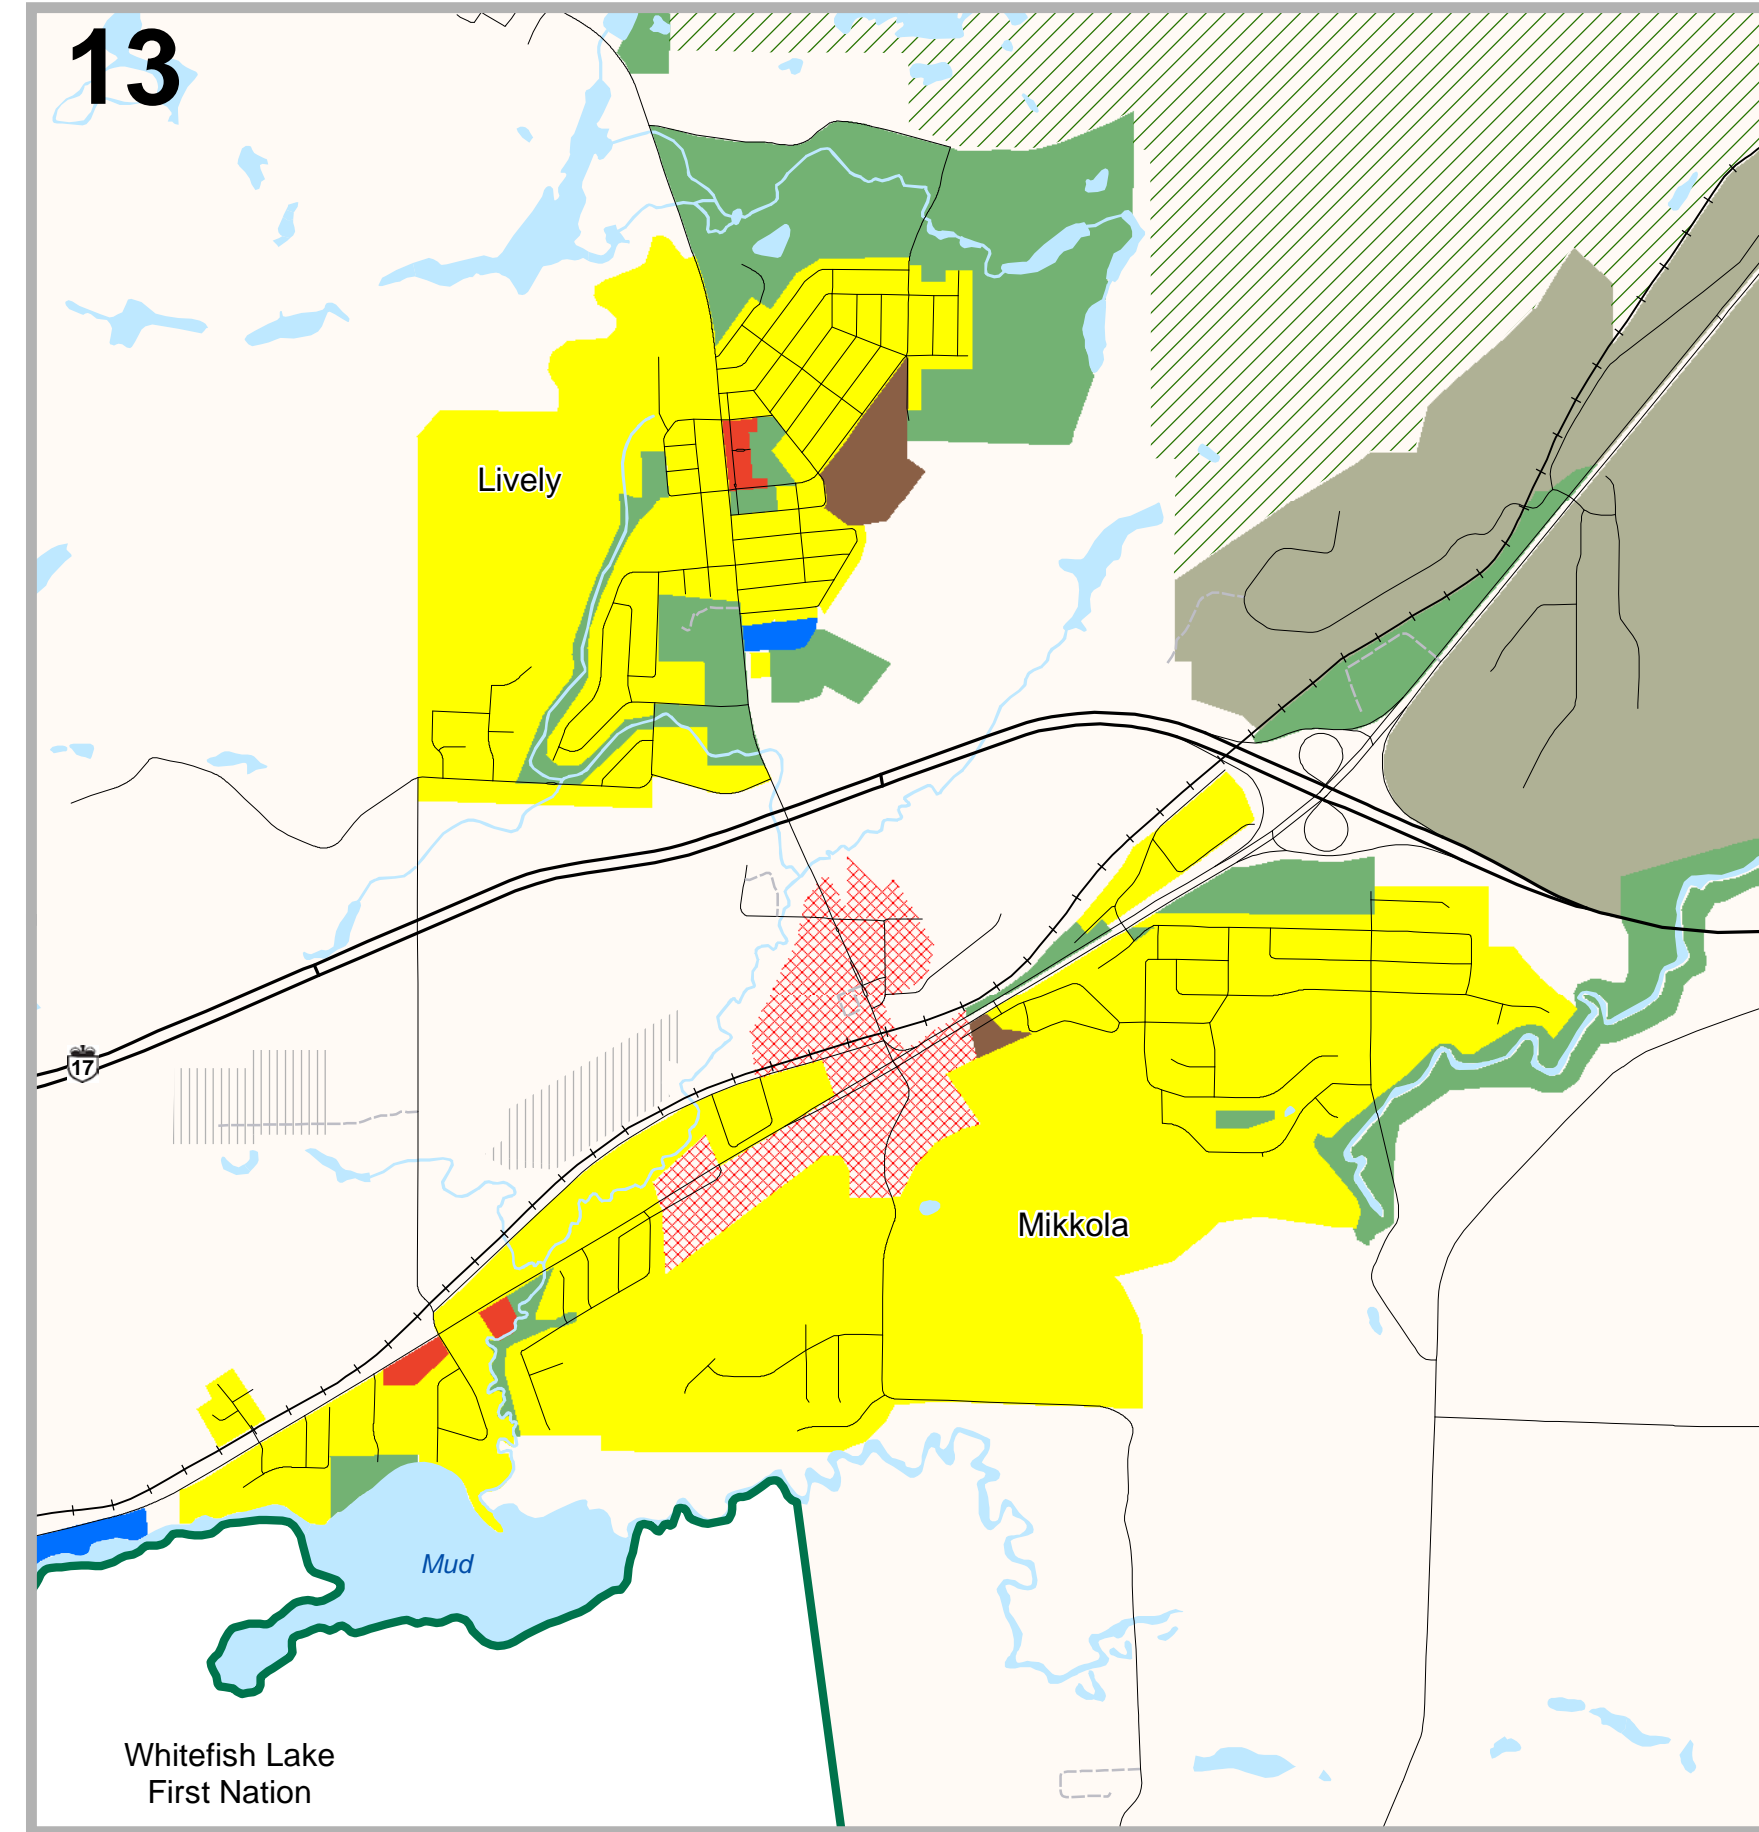 13
Lively
17
Mikkola
Mud
Whitefish Lake
First Nation